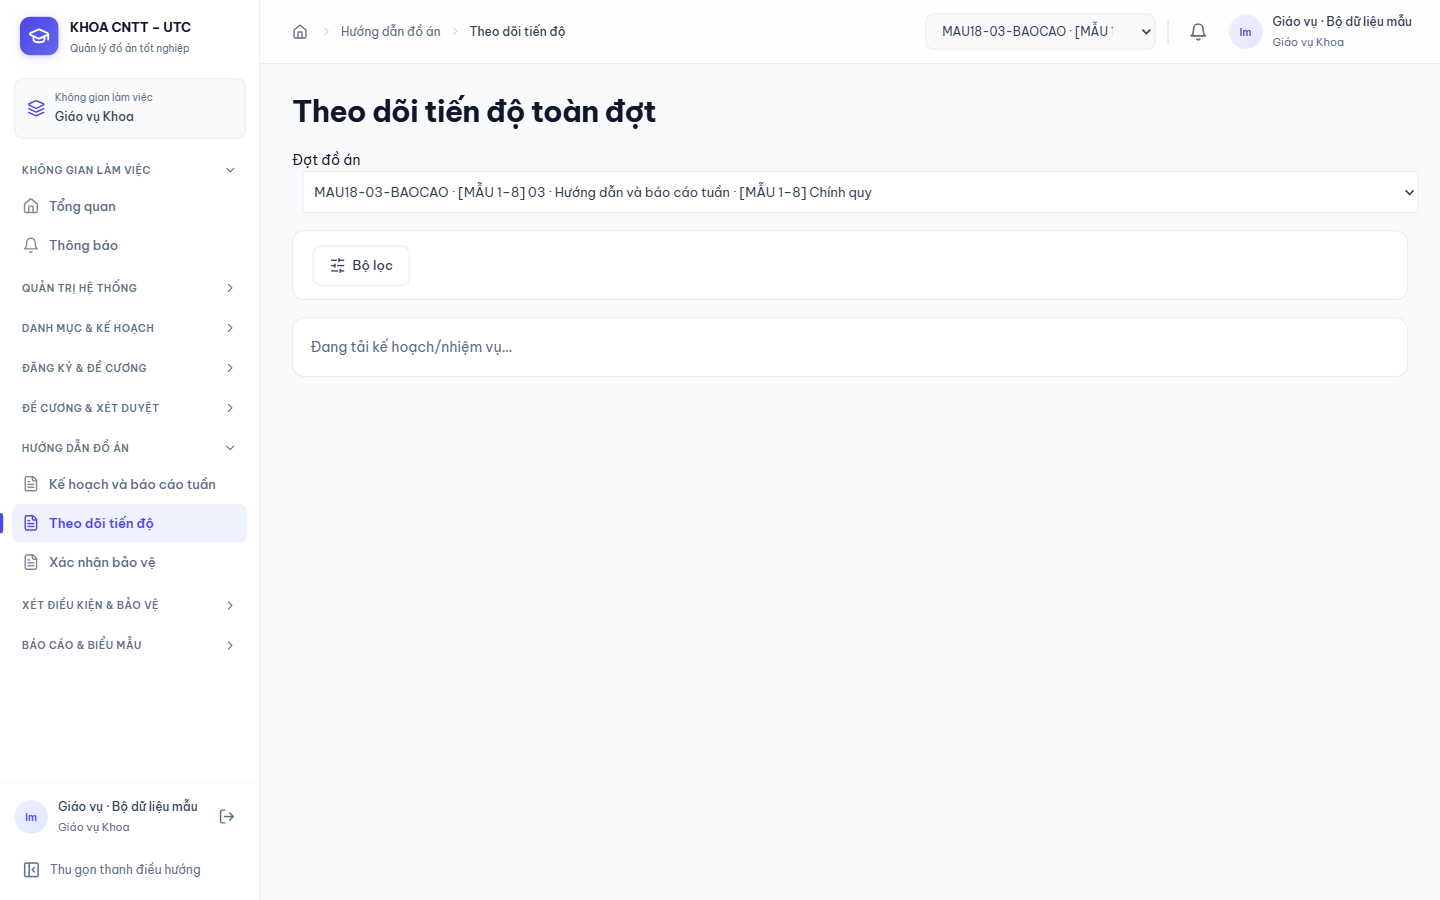 KHOA CNTT – UTC
Quản lý đồ án tốt nghiệp
Không gian làm việc
Giáo vụ Khoa
KHÔNG GIAN LÀM VIỆC
Tổng quan
Thông báo
QUẢN TRỊ HỆ THỐNG
DANH MỤC & KẾ HOẠCH
ĐĂNG KÝ & ĐỀ CƯƠNG
ĐỀ CƯƠNG & XÉT DUYỆT
HƯỚNG DẪN ĐỒ ÁN
Kế hoạch và báo cáo tuần
Theo dõi tiến độ
Xác nhận bảo vệ
XÉT ĐIỀU KIỆN & BẢO VỆ
BÁO CÁO & BIỂU MẪU
Im
Giáo vụ · Bộ dữ liệu mẫu
Giáo vụ Khoa
Thu gọn thanh điều hướng
Hướng dẫn đồ án
Theo dõi tiến độ
MAU18-03-BAOCAO · [MẪU 1
Im
Giáo vụ · Bộ dữ liệu mẫu
Giáo vụ Khoa
Theo dõi tiến độ toàn đợt
Đợt đồ án
MAU18-03-BAOCAO · [MẪU 1–8] 03 · Hướng dẫn và báo cáo tuần · [MẪU 1–8] Chính quy
Bộ lọc
Đang tải kế hoạch/nhiệm vụ...